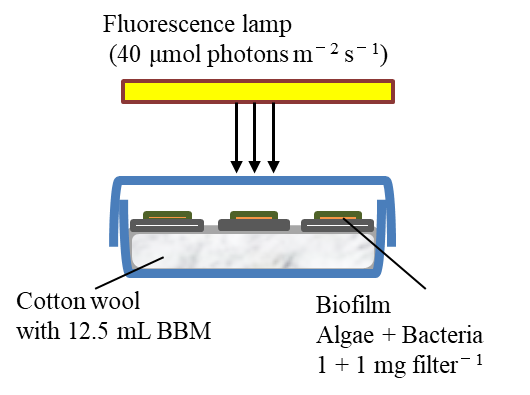 Fluorescence lamp
(40 μmol photons m⁻² s⁻¹)
Cotton wool
with 12.5 mL BBM
Biofilm
Algae + Bacteria
1 + 1 mg filter⁻¹